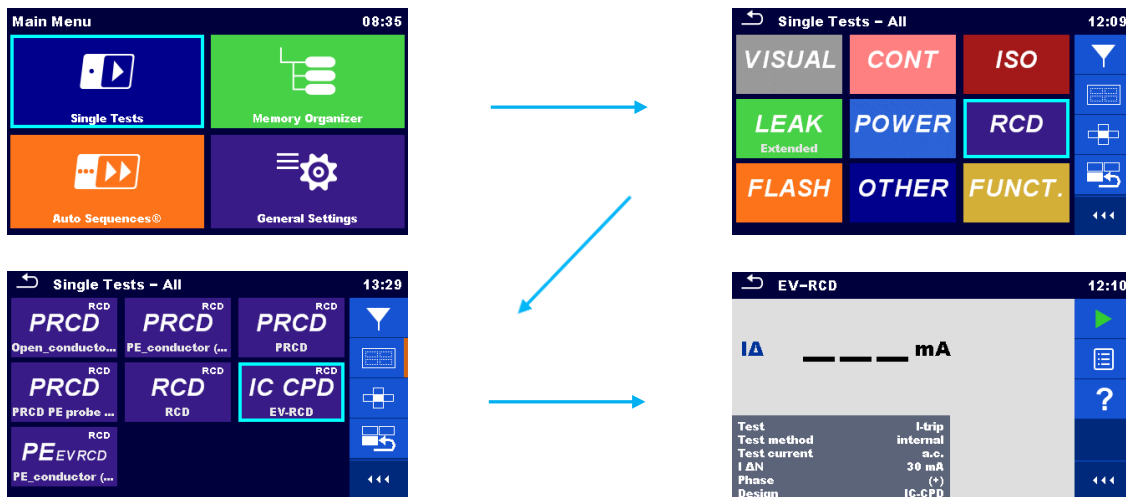 Main Menu 08:35
Single Tests
Memory Organizer
Auto Sequences®
General Settings
Single Tests – All 12:09
VISUAL CONT ISO
LEAK POWER RCD
Extended
FLASH OTHER FUNCT.
Single Tests – All 13:29
RCD RCD RCD
PRCD PRCD PRCD
Open_conducto... PE_conductor (... PRCD
RCD RCD RCD
PRCD RCD IC CPD
PRCD PE probe ... RCD EV-RCD
RCD
PE EVRCD
PE_conductor (...
EV-RCD 12:10
IΔ _ _ _ mA
?
Test I-trip
Test method internal
Test current a.c.
I ΔN 30 mA
Phase (+)
Design IC-CPD